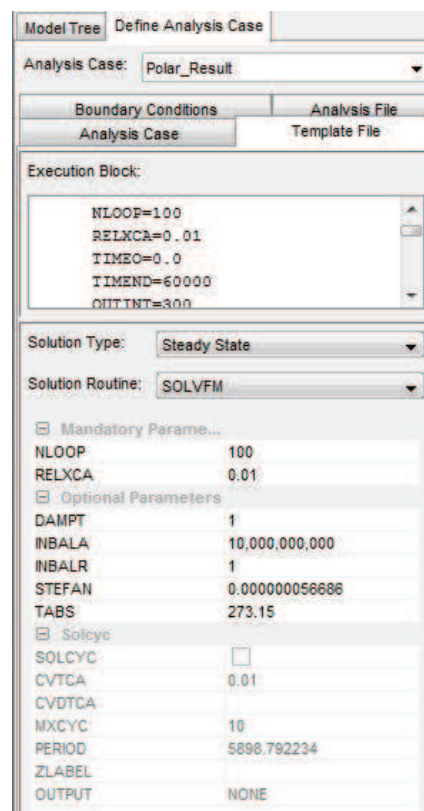 Model Tree Define Analysis Case
Analysis Case: Polar_Result
Boundary Conditions Analysis File
Analysis Case Template File
Execution Block:
NLOOP=100
RELXCA=0.01
TIMEO=0.0
TIMEND=60000
OUTINT=300
Solution Type: Steady State
Solution Routine: SOLVFM
Mandatory Parame...
NLOOP 100
RELXCA 0.01
Optional Parameters
DAMPT 1
INBALA 10,000,000,000
INBALR 1
STEFAN 0.000000056686
TABS 273.15
Solcyc
SOLCYC
CVTCA 0.01
CVDTCA
MXCYC 10
PERIOD 5898.792234
ZLABEL
OUTPUT NONE